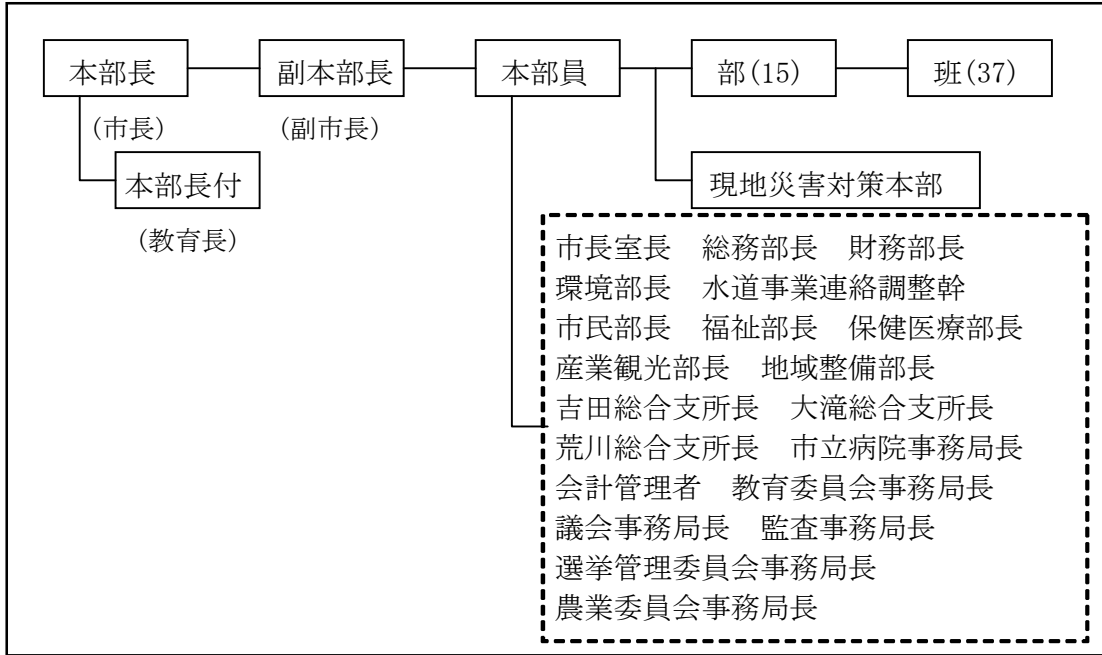 本部長　副本部長　本部員　部(15)　班(37)
(市長)　(副市長)
本部長付　現地災害対策本部
(教育長)
市長室長　総務部長　財務部長
環境部長　水道事業連絡調整幹
市民部長　福祉部長　保健医療部長
産業観光部長　地域整備部長
吉田総合支所長　大滝総合支所長
荒川総合支所長　市立病院事務局長
会計管理者　教育委員会事務局長
議会事務局長　監査事務局長
選挙管理委員会事務局長
農業委員会事務局長